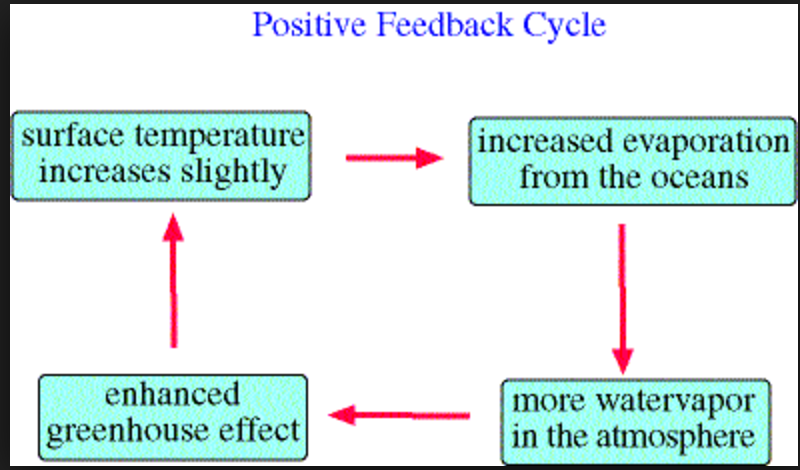 Positive Feedback Cycle
surface temperature
increases slightly
increased evaporation
from the oceans
more watervapor
in the atmosphere
enhanced
greenhouse effect